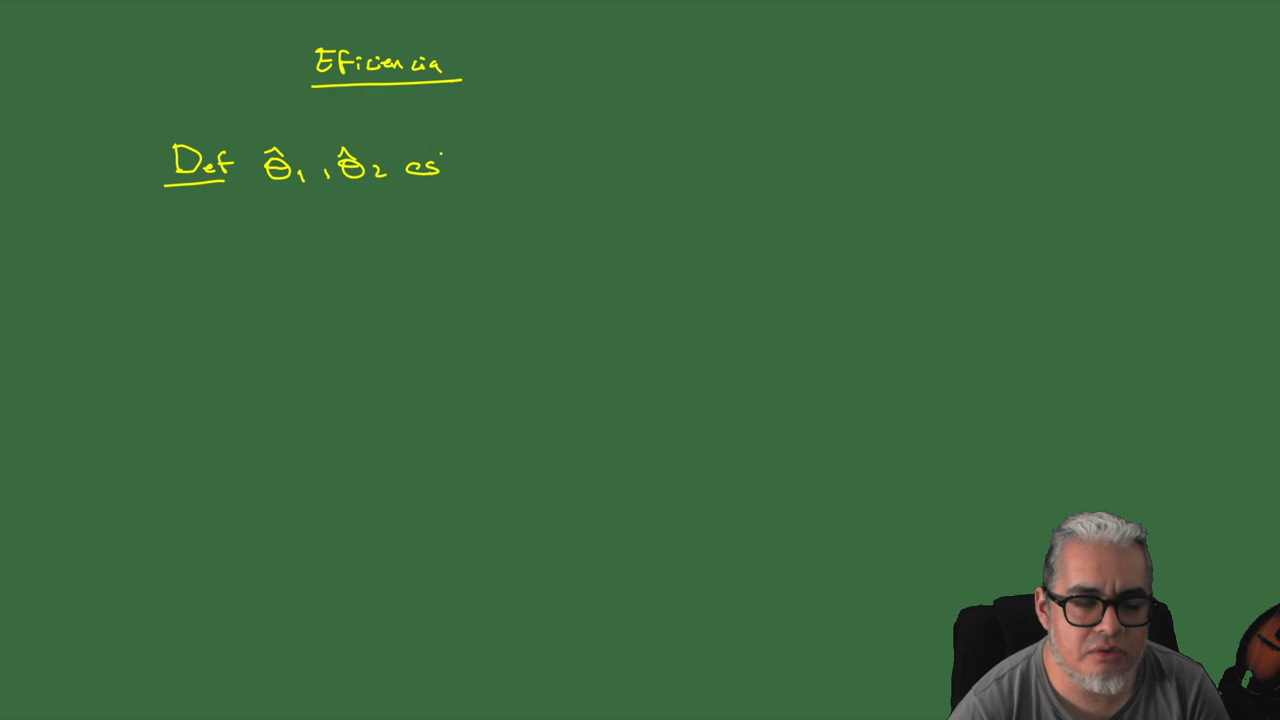 Eficiencia
Def θ̂₁ , θ̂₂ es